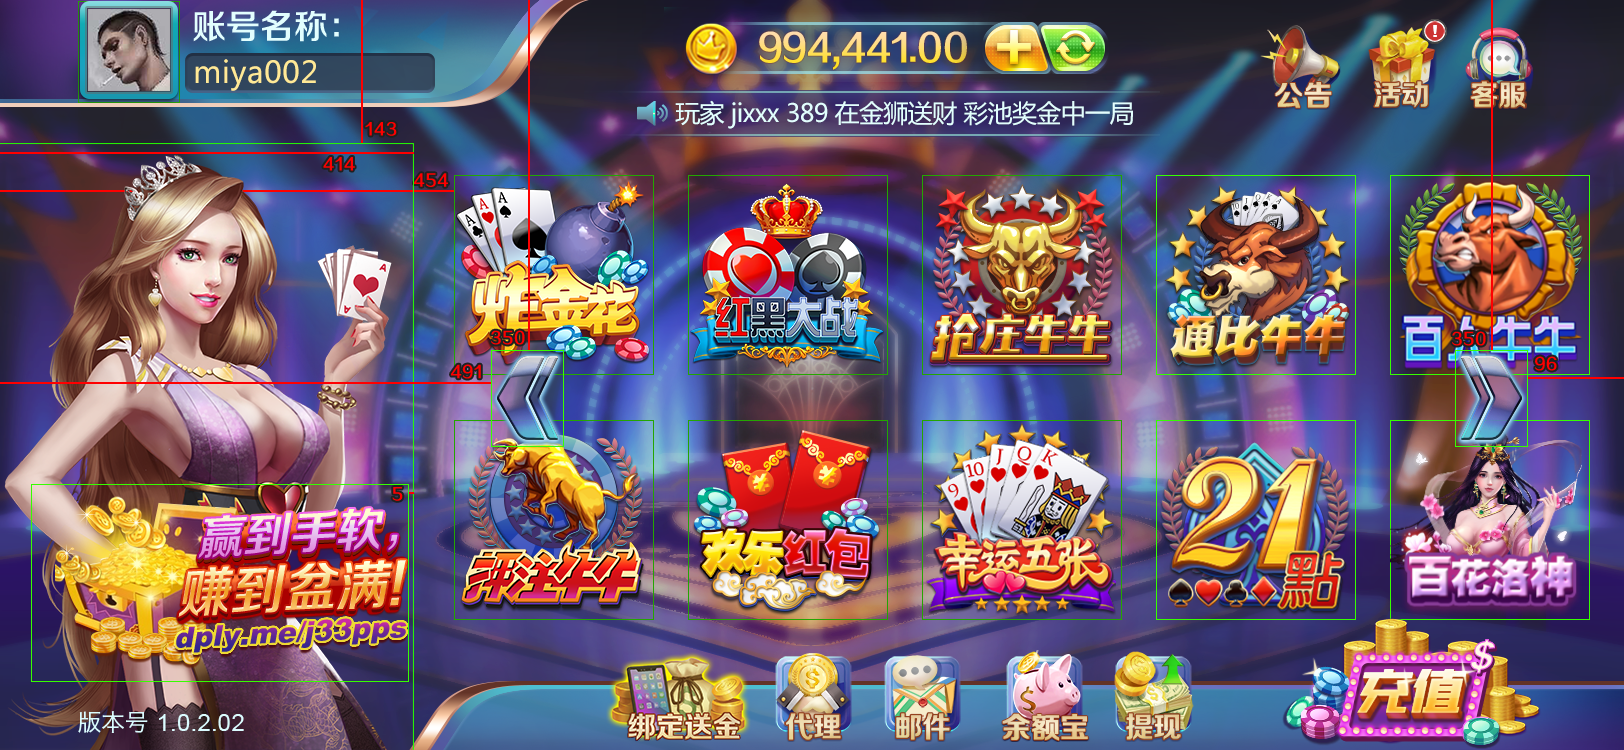 账号名称:
miya002
994,441.00
公告
活动
客服
玩家 jixxx 389 在金狮送财 彩池奖金中一局
143
414
454
炸金花
红黑大战
抢庄牛牛
通比牛牛
百人牛牛
350
350
491
96
5
评注牛牛
欢乐红包
9 10 J Q K
幸运五张
21點
百花洛神
赢到手软,
赚到盆满!
dply.me/j33pps
绑定送金
代理
邮件
余额宝
提现
充值
版本号 1.0.2.02